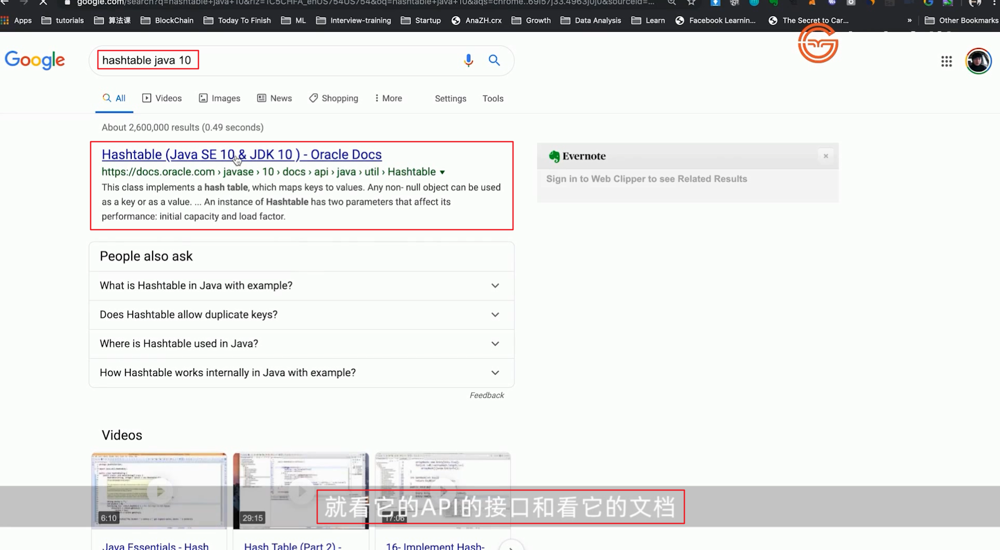 google.com/search?q=hashtable+java+10&rlz=1C5CHFA_enUS754US754&oq=hashtable+java+10&aqs=chrome..69i57j33.4963j0j0&sourceid=...
Apps tutorials 算法课 BlockChain Today To Finish ML Interview-training Startup AnaZH.crx Growth Data Analysis Learn Facebook Learnin... The Secret to Car... » Other Bookmarks
Google
hashtable java 10
All Videos Images News Shopping More Settings Tools
About 2,600,000 results (0.49 seconds)
Hashtable (Java SE 10 & JDK 10 ) - Oracle Docs
https://docs.oracle.com › javase › 10 › docs › api › java › util › Hashtable
This class implements a hash table, which maps keys to values. Any non- null object can be used
as a key or as a value. ... An instance of Hashtable has two parameters that affect its
performance: initial capacity and load factor.
Evernote
Sign in to Web Clipper to see Related Results
People also ask
What is Hashtable in Java with example?
Does Hashtable allow duplicate keys?
Where is Hashtable used in Java?
How Hashtable works internally in Java with example?
Feedback
Videos
6:10
29:15
17:06
就看它的API的接口和看它的文档
Java Essentials - Hash
Hash Table (Part 2) -
16- Implement Hash-